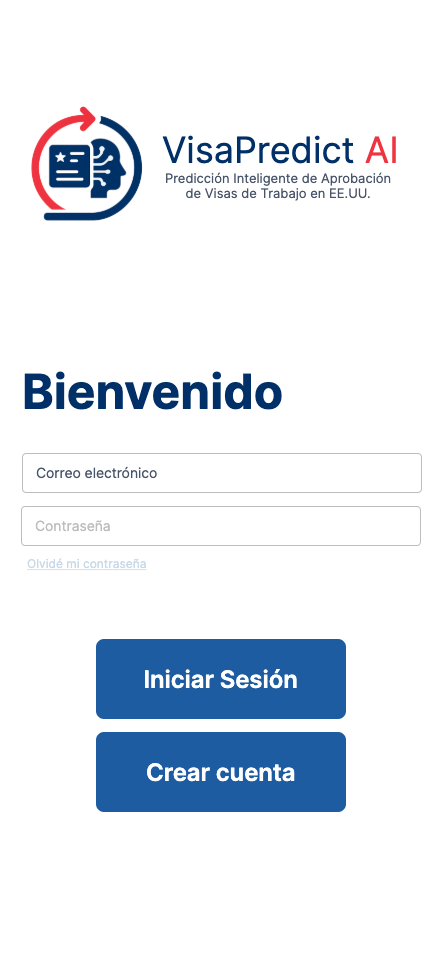 VisaPredict AI
Predicción Inteligente de Aprobación
de Visas de Trabajo en EE.UU.
Bienvenido
Correo electrónico
Contraseña
Olvidé mi contraseña
Iniciar Sesión
Crear cuenta